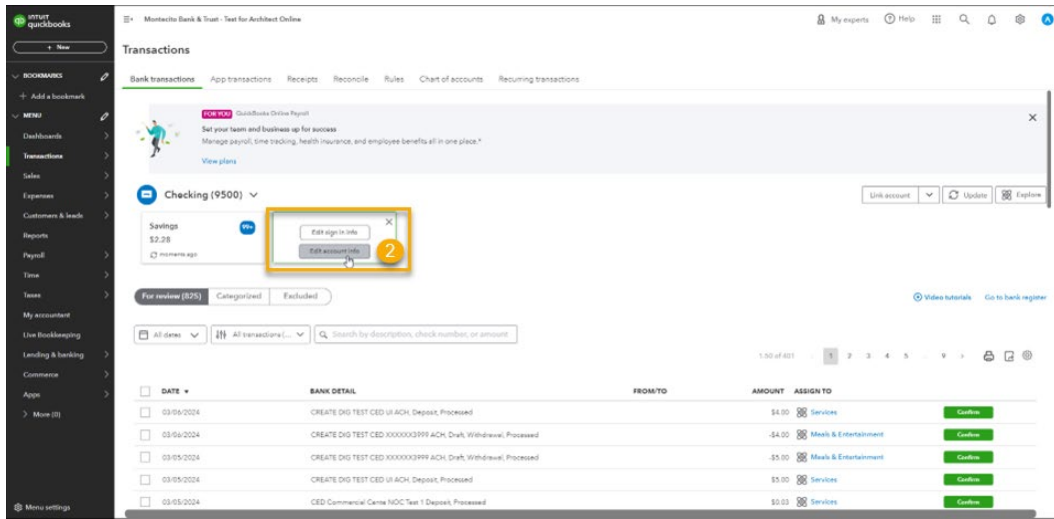 INTUIT quickbooks
Montecito Bank & Trust - Test for Architect Online
My experts
Help
+ New
Transactions
BOOKMARKS
+ Add a bookmark
MENU
Dashboards
Transactions
Sales
Expenses
Customers & leads
Reports
Payroll
Time
Taxes
My accountant
Live Bookkeeping
Lending & banking
Commerce
Apps
More (0)
Menu settings
Bank transactions App transactions Receipts Reconcile Rules Chart of accounts Recurring transactions
FOR YOU QuickBooks Online Payroll
Set your team and business up for success
Manage payroll, time tracking, health insurance, and employee benefits all in one place.*
View plans
Checking (9500)
Link account Update Explore
Savings 99+
$2.28
moments ago
Edit sign in info
Edit account info
2
For review (825) Categorized Excluded
Video tutorials Go to bank register
All dates All transactions (... Search by description, check number, or amount
1-50 of 401 1 2 3 4 5 ... 9
DATE BANK DETAIL FROM/TO AMOUNT ASSIGN TO
03/06/2024 CREATE DIG TEST CED UI ACH, Deposit, Processed $4.00 Services Confirm
03/06/2024 CREATE DIG TEST CED XXXXXX3999 ACH, Draft, Withdrawal, Processed -$4.00 Meals & Entertainment Confirm
03/05/2024 CREATE DIG TEST CED XXXXXX3999 ACH, Draft, Withdrawal, Processed -$5.00 Meals & Entertainment Confirm
03/05/2024 CREATE DIG TEST CED UI ACH, Deposit, Processed $5.00 Services Confirm
03/05/2024 CED Commercial Cente NOC Test 1 Deposit, Processed $0.03 Services Confirm